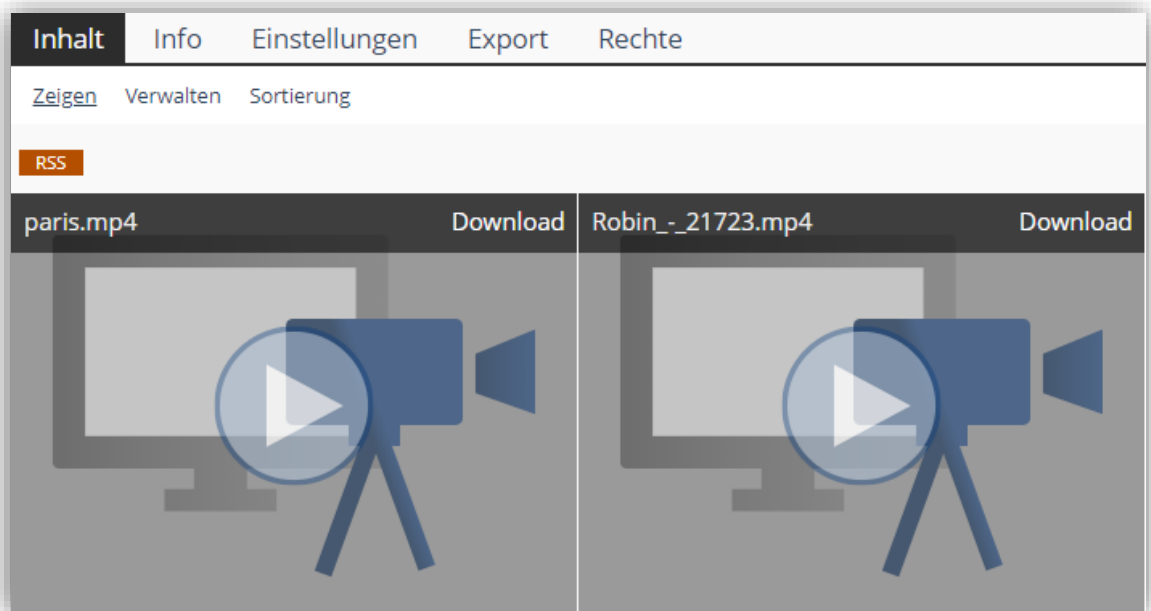 Inhalt Info Einstellungen Export Rechte
Zeigen Verwalten Sortierung
RSS
paris.mp4 Download Robin_-_21723.mp4 Download